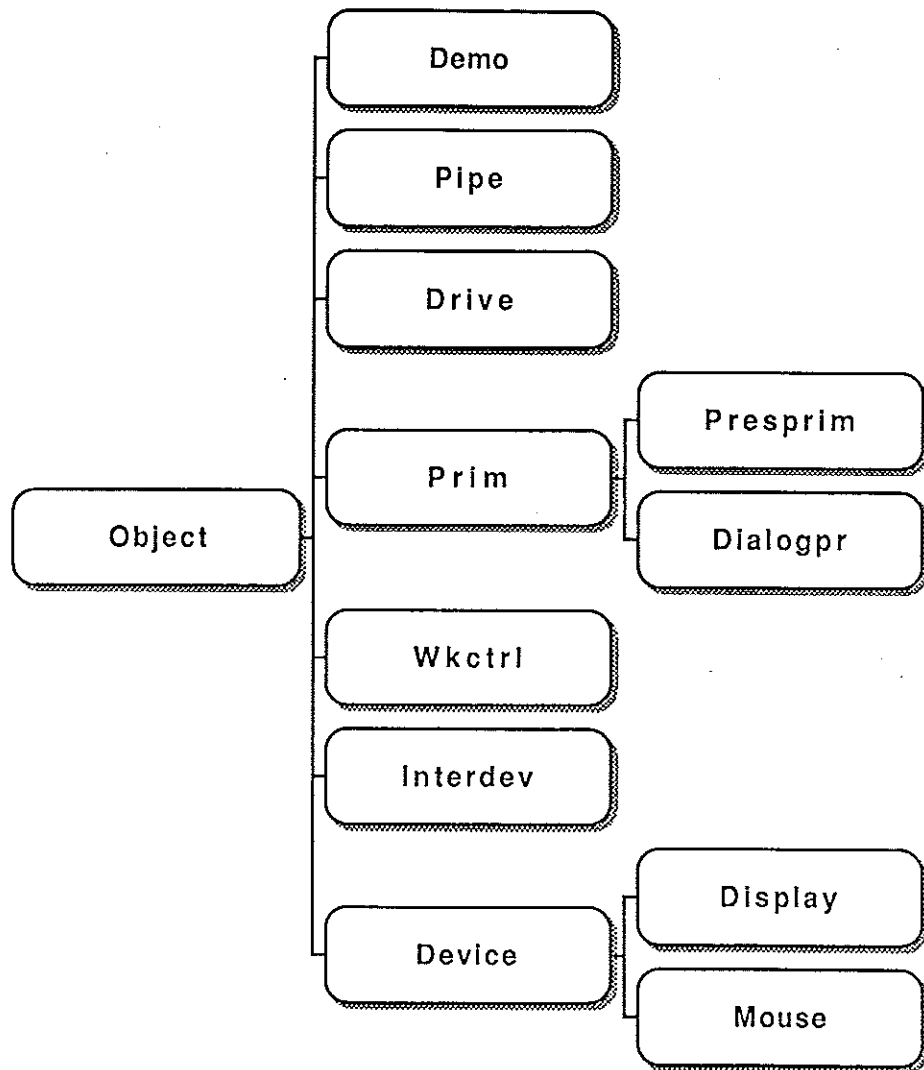 Demo
Pipe
Drive
Presprim
Prim
Object
Dialogpr
Wkctrl
Interdev
Display
Device
Mouse